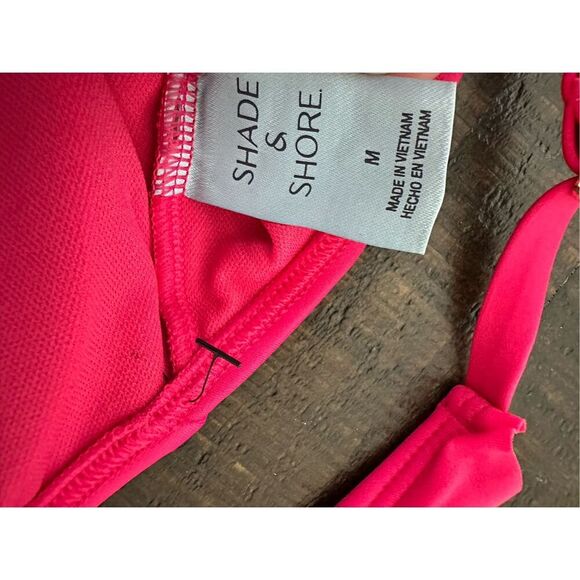 SHADE
&
SHORE.
M
MADE IN VIETNAM
HECHO EN VIETNAM